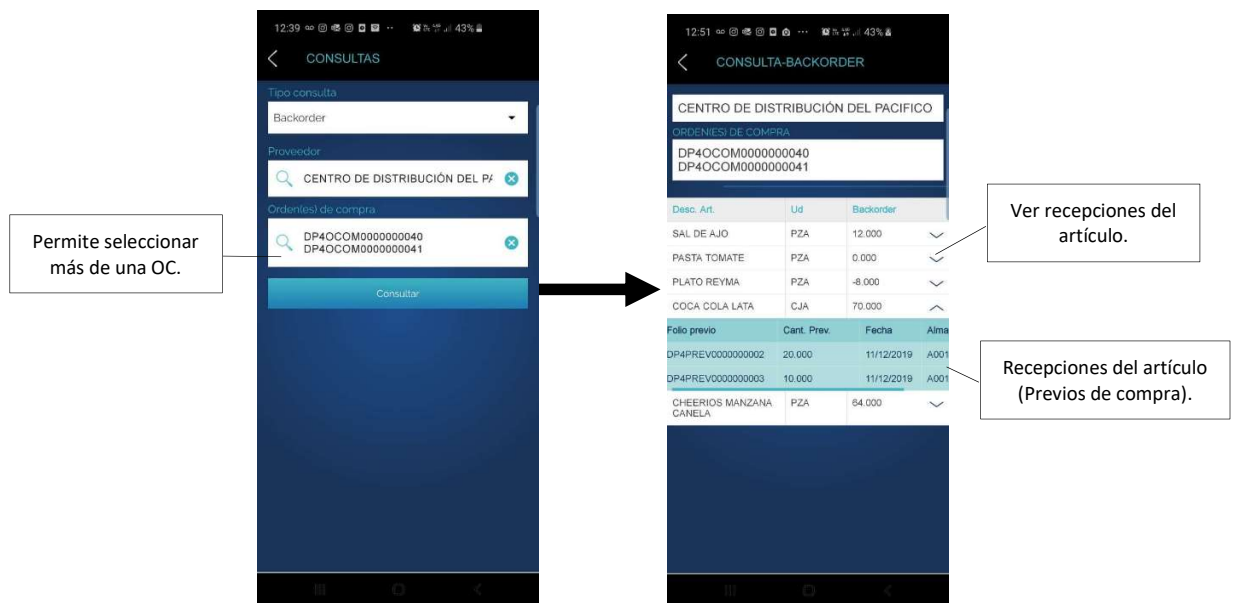 12:39
43%
CONSULTAS
Tipo consulta
Backorder
Proveedor
CENTRO DE DISTRIBUCIÓN DEL PA
Orden(es) de compra
DP4OCOM0000000040
DP4OCOM0000000041
Consultar
Permite seleccionar
más de una OC.
12:51
43%
CONSULTA-BACKORDER
CENTRO DE DISTRIBUCIÓN DEL PACIFICO
ORDEN(ES) DE COMPRA
DP4OCOM0000000040
DP4OCOM0000000041
Desc. Art. Ud Backorder
SAL DE AJO PZA 12.000
PASTA TOMATE PZA 0.000
PLATO REYMA PZA -8.000
COCA COLA LATA CJA 70.000
Folio previo Cant. Prev. Fecha Alma
DP4PREV0000000002 20.000 11/12/2019 A001
DP4PREV0000000003 10.000 11/12/2019 A001
CHEERIOS MANZANA PZA 64.000
CANELA
Ver recepciones del
artículo.
Recepciones del artículo
(Previos de compra).